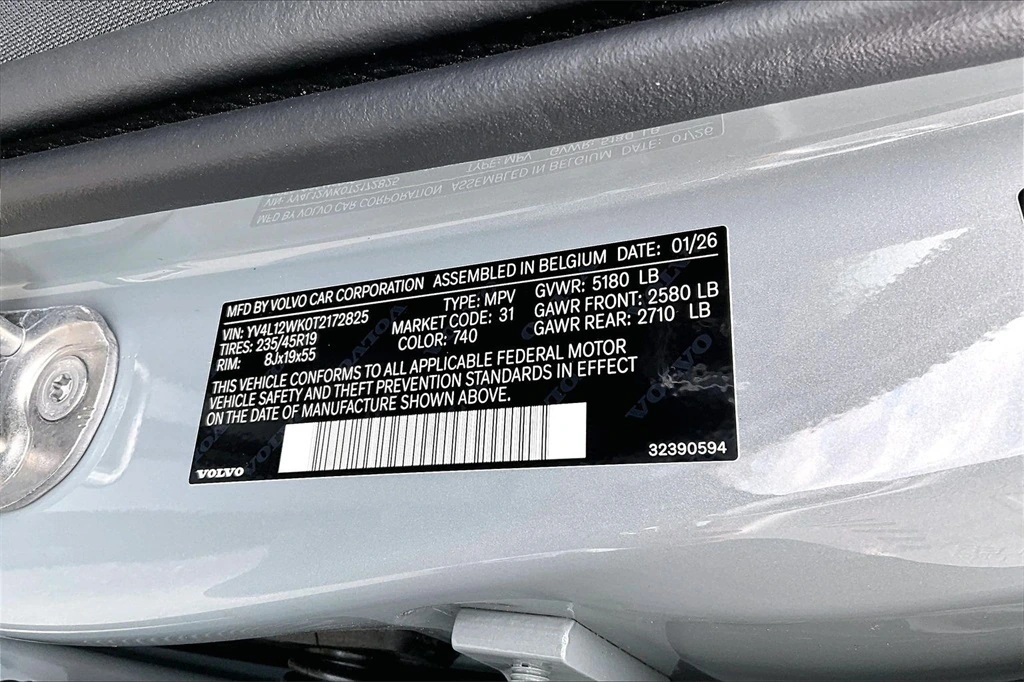 MFD BY VOLVO CAR CORPORATION ASSEMBLED IN BELGIUM DATE: 01/26
VIN: YV4L12WK0T2172825 TYPE: MPV GVWR: 5180 LB
TIRES: 235/45R19 MARKET CODE: 31 GAWR FRONT: 2580 LB
RIM: 8Jx19x55 COLOR: 740 GAWR REAR: 2710 LB
THIS VEHICLE CONFORMS TO ALL APPLICABLE FEDERAL MOTOR
VEHICLE SAFETY AND THEFT PREVENTION STANDARDS IN EFFECT
ON THE DATE OF MANUFACTURE SHOWN ABOVE.
VOLVO 32390594